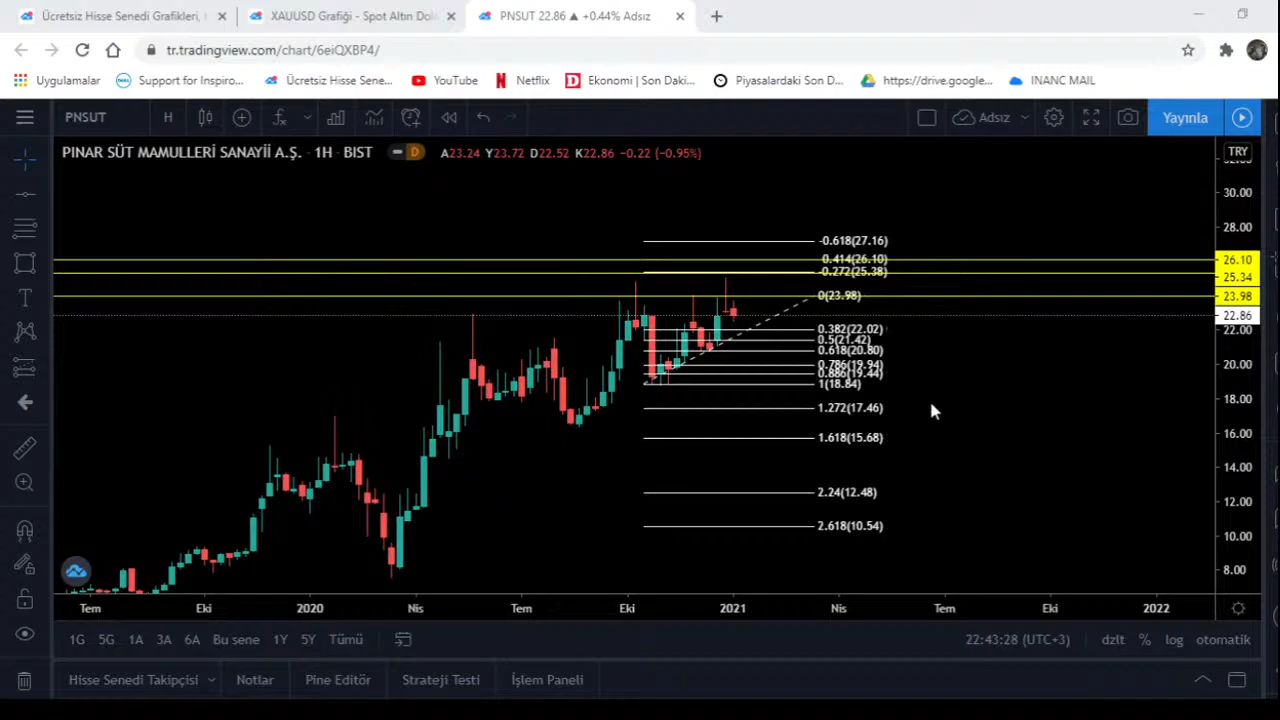 Ücretsiz Hisse Senedi Grafikleri, XAUUSD Grafiği - Spot Altın Dol PNSUT 22.86 ▲ +0.44% Adsız
tr.tradingview.com/chart/6eiQXBP4/
Uygulamalar Support for Inspiro... Ücretsiz Hisse Sene... YouTube Netflix Ekonomi | Son Daki... Piyasalardaki Son D... https://drive.google... INANC MAIL
PNSUT H Adsız Yayınla
PINAR SÜT MAMULLERİ SANAYİİ A.Ş. · 1H · BIST D A23.24 Y23.72 D22.52 K22.86 −0.22 (−0.95%) TRY
30.00
28.00
-0.618(27.16)
-0.414(26.10) 26.10
-0.272(25.38) 25.34
0(23.98) 23.98
22.86
0.382(22.02) 22.00
0.5(21.42)
0.618(20.80)
0.786(19.94) 20.00
0.886(19.44)
1(18.84)
18.00
1.272(17.46)
16.00
1.618(15.68)
14.00
2.24(12.48)
12.00
2.618(10.54)
10.00
8.00
Tem Eki 2020 Nis Tem Eki 2021 Nis Tem Eki 2022
1G 5G 1A 3A 6A Bu sene 1Y 5Y Tümü 22:43:28 (UTC+3) dzlt % log otomatik
Hisse Senedi Takipçisi Notlar Pine Editör Strateji Testi İşlem Paneli